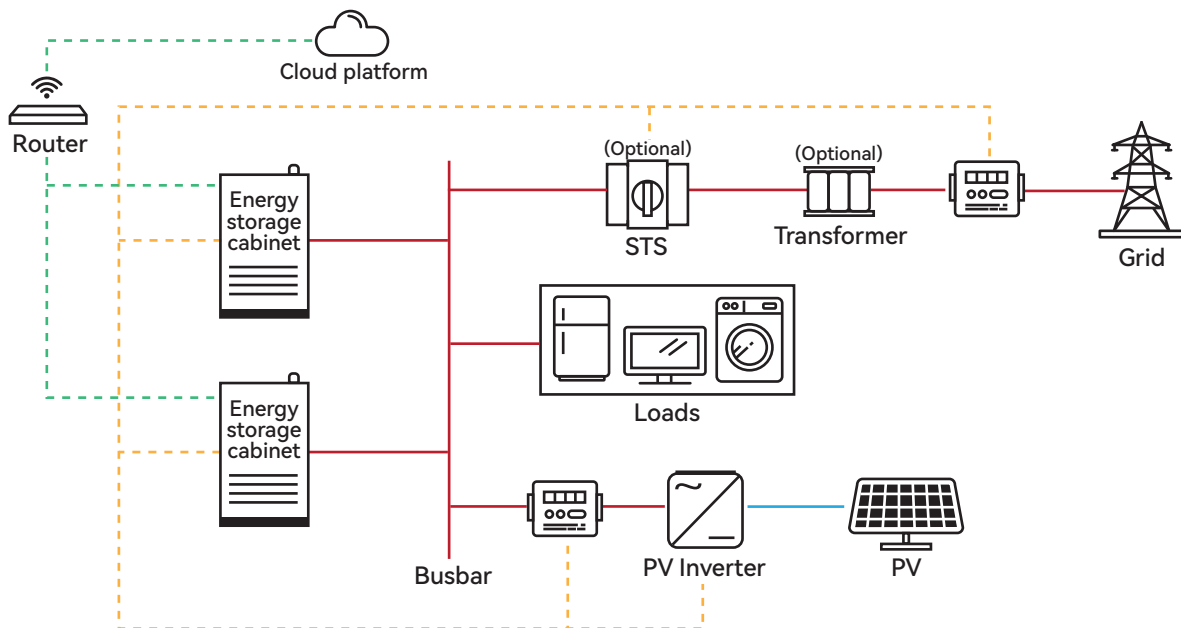 Cloud platform
Router
(Optional)
(Optional)
Energy
storage
cabinet
STS
Transformer
Grid
Loads
Energy
storage
cabinet
Busbar
PV Inverter
PV